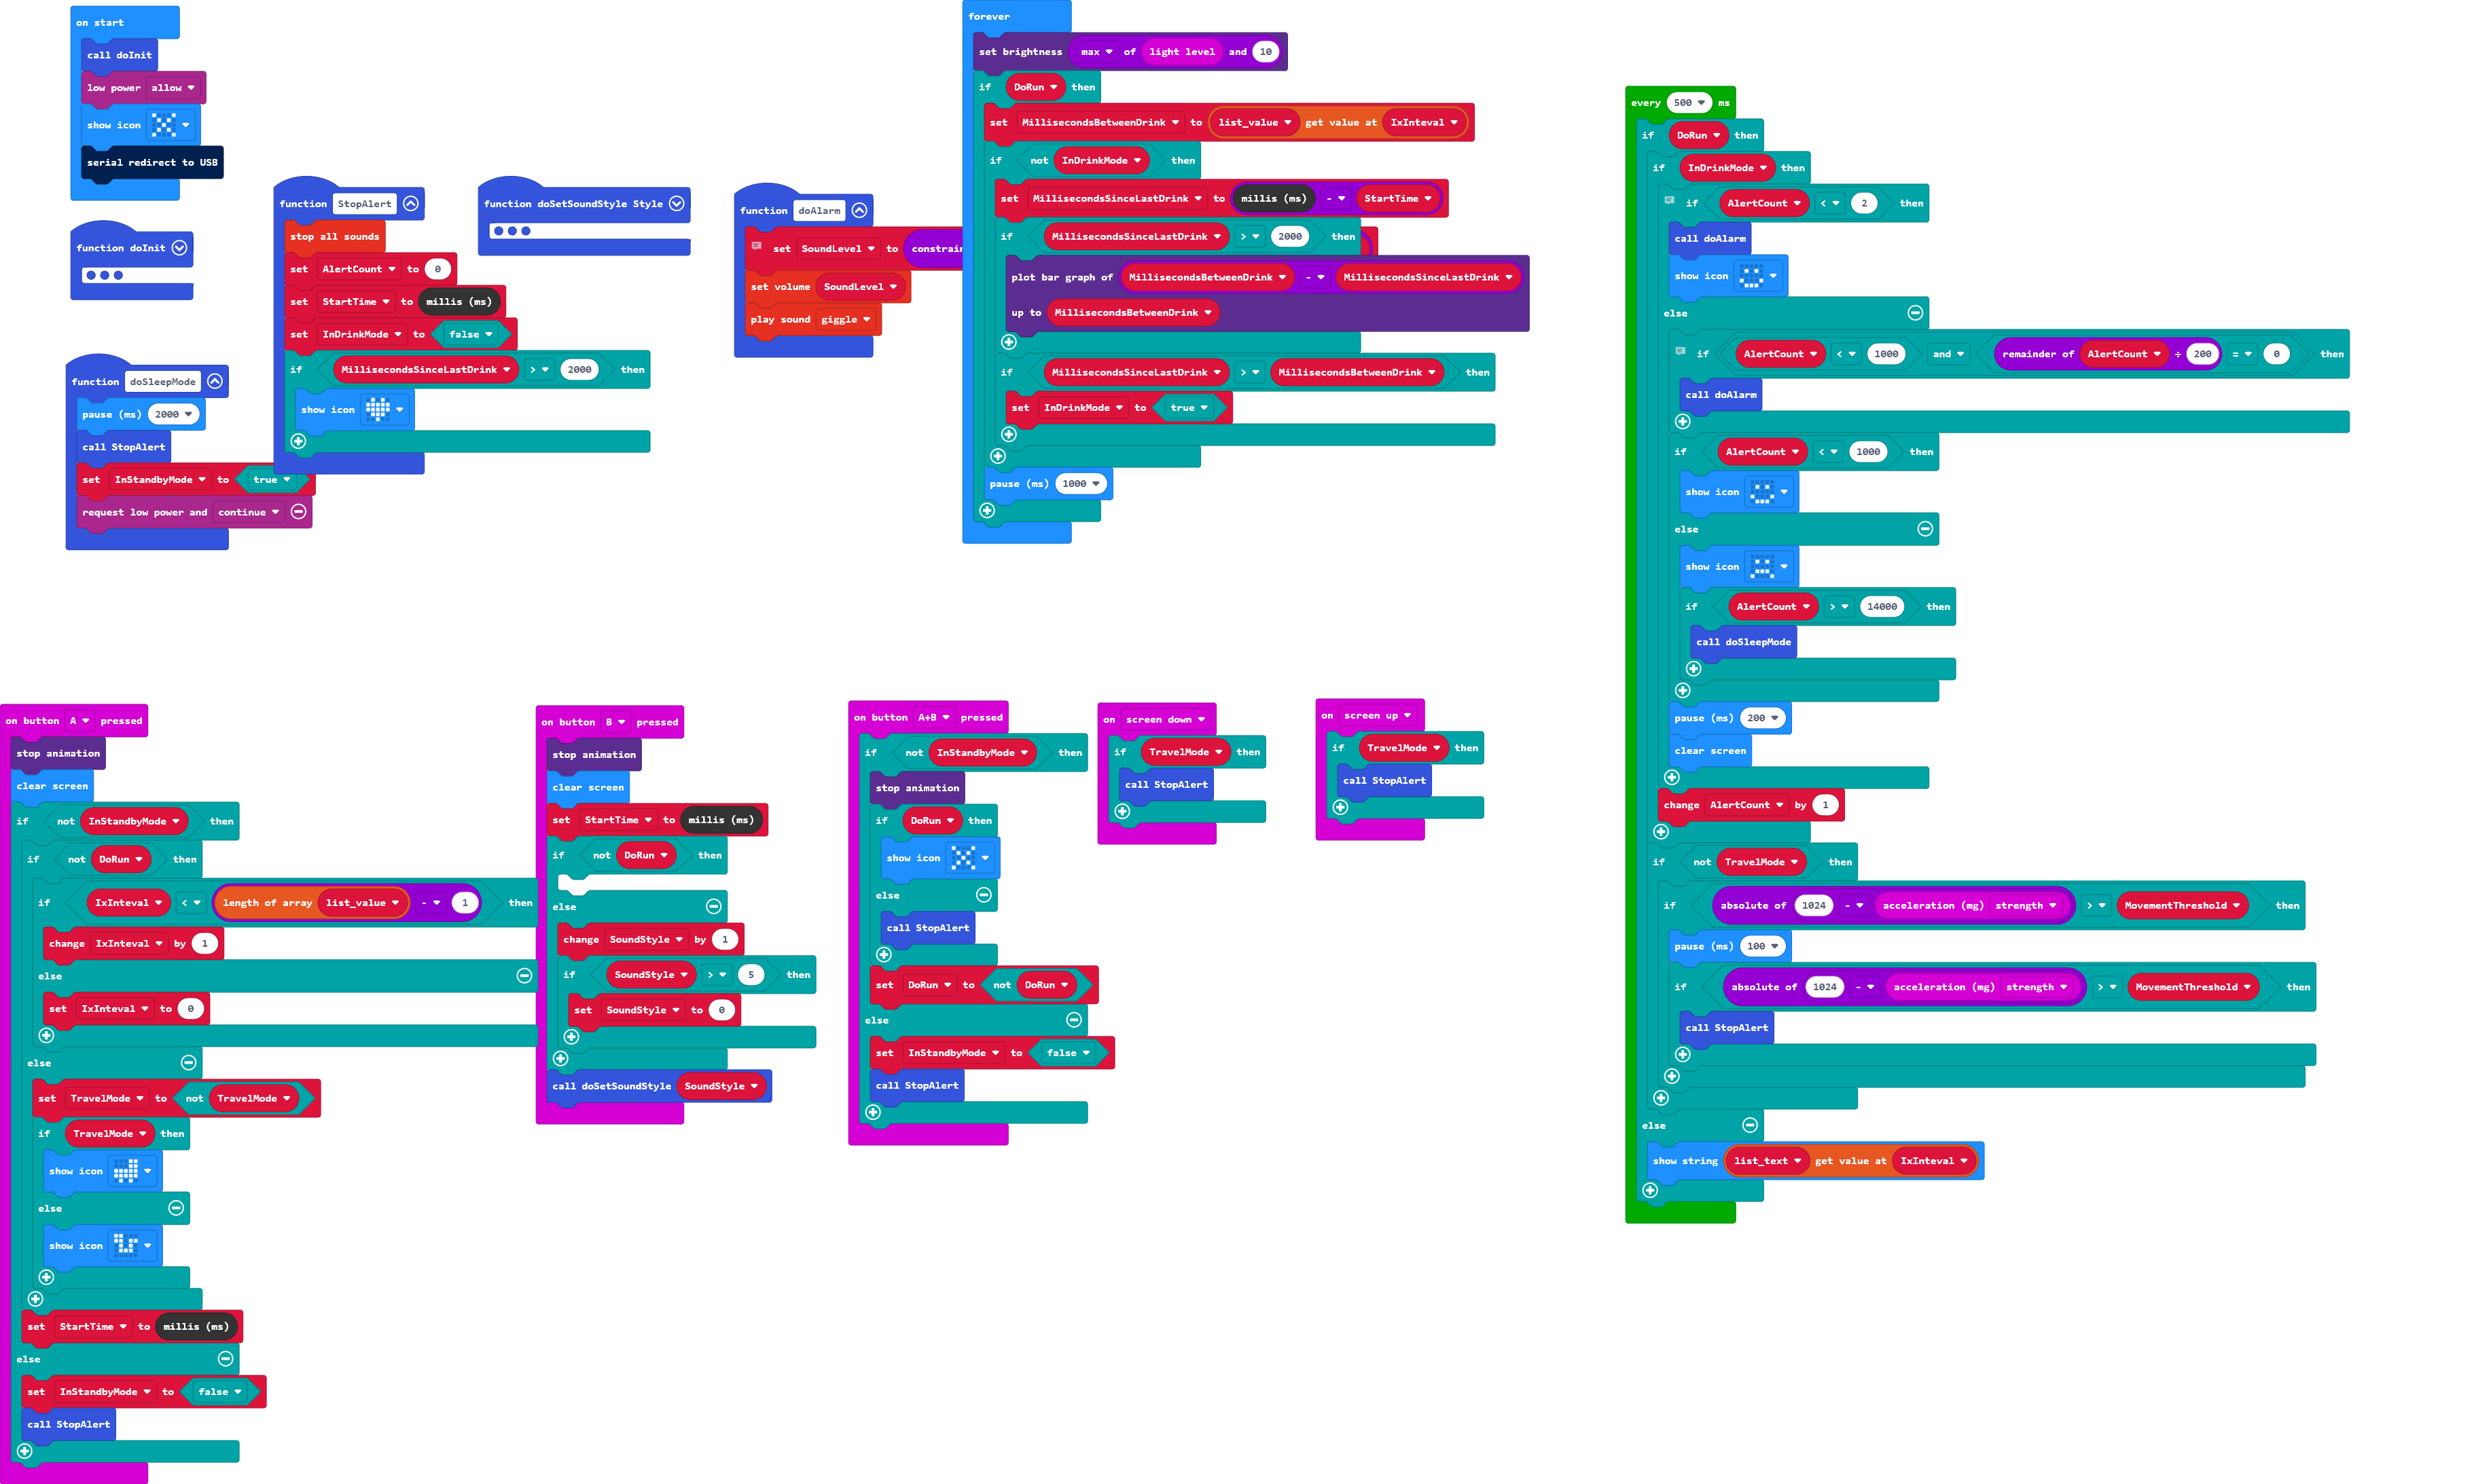 on start
call doInit
low power allow
show icon
serial redirect to USB
function doInit
function doSleepMode
pause (ms) 2000
call StopAlert
set InStandbyMode to true
request low power and continue
function StopAlert
stop all sounds
set AlertCount to 0
set StartTime to millis (ms)
set InDrinkMode to false
if MillisecondsSinceLastDrink > 2000 then
show icon
function doSetSoundStyle Style
function doAlarm
set SoundLevel to
set volume SoundLevel
play sound giggle
forever
set brightness max of light level and 10
if DoRun then
set MillisecondsBetweenDrink to list_value get value at IxInteval
if not InDrinkMode then
set MillisecondsSinceLastDrink to millis (ms) - StartTime
if MillisecondsSinceLastDrink > 2000 then
plot bar graph of MillisecondsBetweenDrink - MillisecondsSinceLastDrink
up to MillisecondsBetweenDrink
if MillisecondsSinceLastDrink > MillisecondsBetweenDrink then
set InDrinkMode to true
pause (ms) 1000
every 500 ms
if DoRun then
if InDrinkMode then
if AlertCount < 2 then
call doAlarm
show icon
else
if AlertCount < 1000 and remainder of AlertCount ÷ 200 = 0 then
call doAlarm
if AlertCount < 1000 then
show icon
else
show icon
if AlertCount > 14000 then
call doSleepMode
pause (ms) 200
clear screen
change AlertCount by 1
if not TravelMode then
if absolute of 1024 - acceleration (mg) strength > MovementThreshold then
pause (ms) 100
if absolute of 1024 - acceleration (mg) strength > MovementThreshold then
call StopAlert
else
show string list_text get value at IxInteval
on button A pressed
stop animation
clear screen
if not InStandbyMode then
if not DoRun then
if IxInteval < length of array list_value - 1 then
change IxInteval by 1
else
set IxInteval to 0
else
set TravelMode to not TravelMode
if TravelMode then
show icon
else
show icon
set StartTime to millis (ms)
else
set InStandbyMode to false
call StopAlert
on button B pressed
stop animation
clear screen
set StartTime to millis (ms)
if not DoRun then
else
change SoundStyle by 1
if SoundStyle > 5 then
set SoundStyle to 0
call doSetSoundStyle SoundStyle
on button A+B pressed
if not InStandbyMode then
stop animation
if DoRun then
show icon
else
call StopAlert
set DoRun to not DoRun
else
set InStandbyMode to false
call StopAlert
on screen down
if TravelMode then
call StopAlert
on screen up
if TravelMode then
call StopAlert